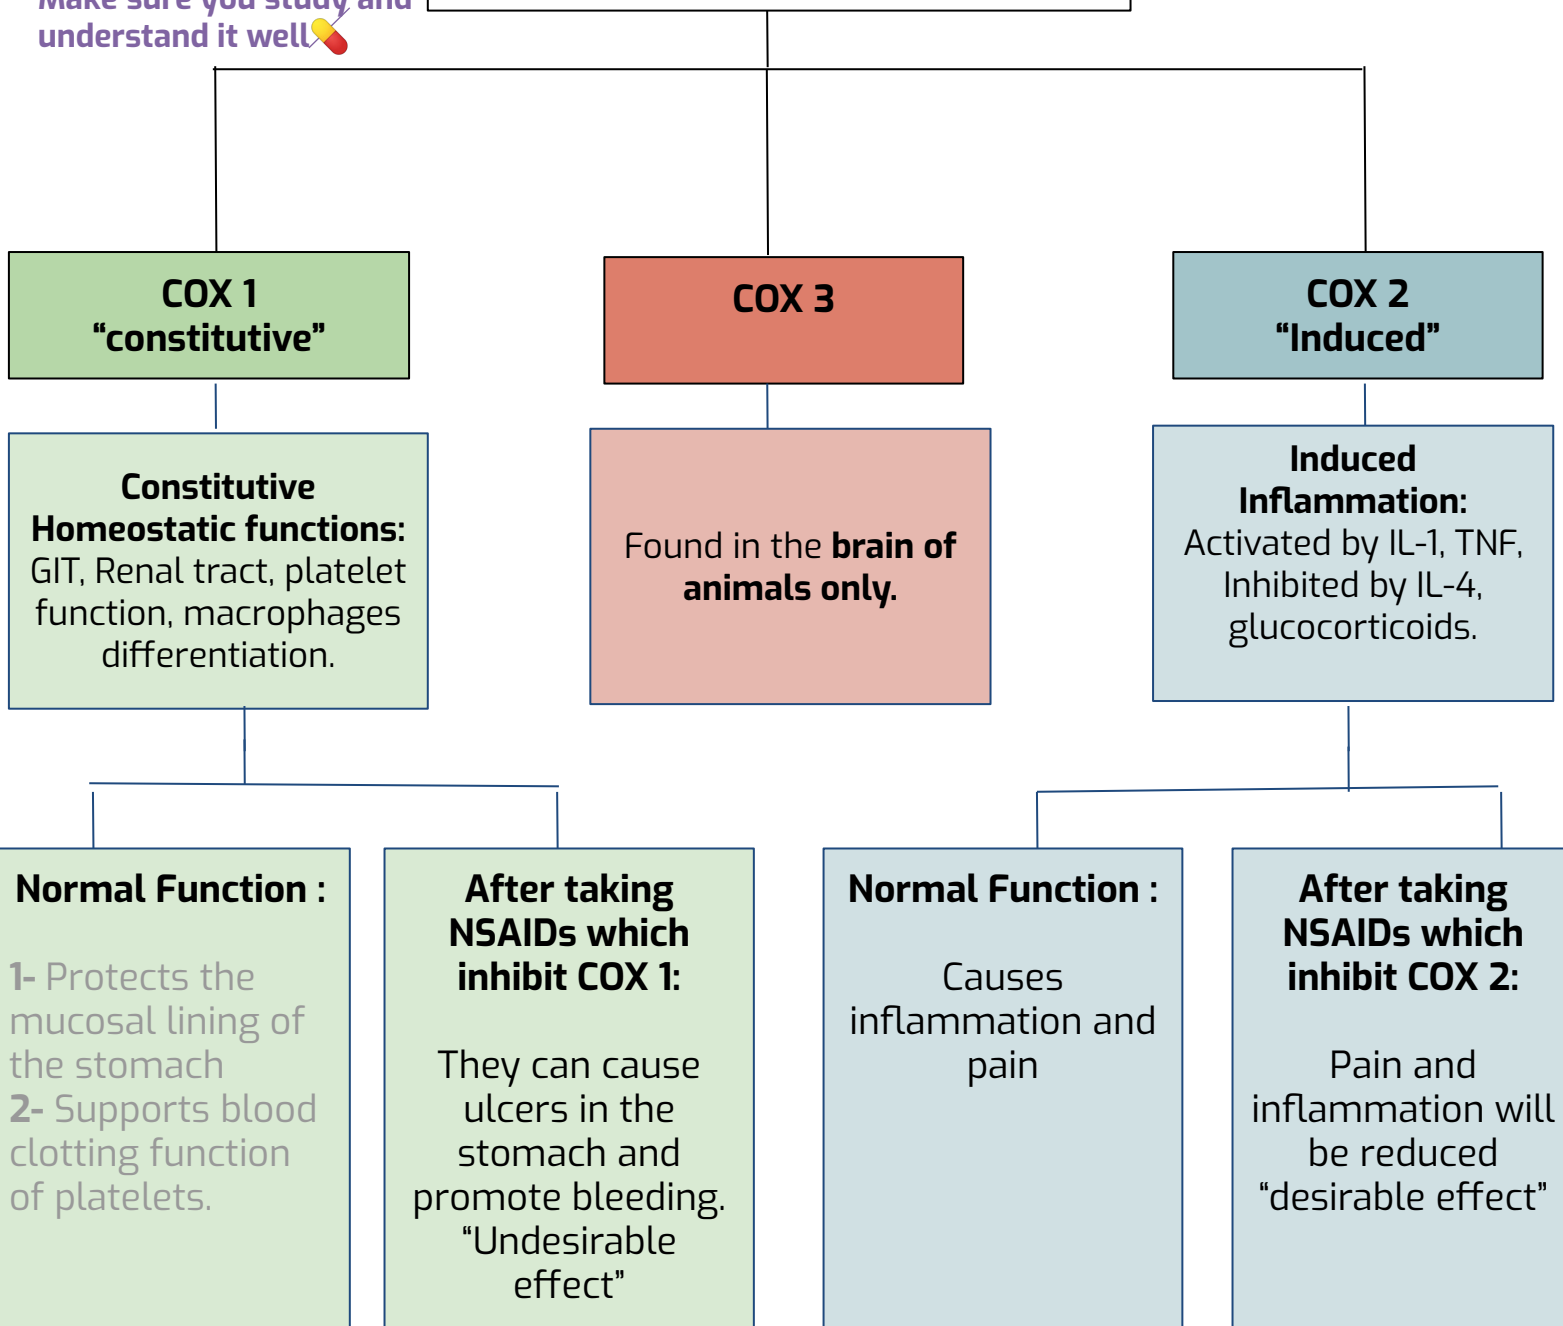 Make sure you study and
understand it well
COX 1
“constitutive”
COX 3
COX 2
“Induced”
Constitutive
Homeostatic functions:
GIT, Renal tract, platelet
function, macrophages
differentiation.
Found in the brain of
animals only.
Induced
Inflammation:
Activated by IL-1, TNF,
Inhibited by IL-4,
glucocorticoids.
Normal Function :
1- Protects the
mucosal lining of
the stomach
2- Supports blood
clotting function
of platelets.
After taking
NSAIDs which
inhibit COX 1:
They can cause
ulcers in the
stomach and
promote bleeding.
“Undesirable
effect”
Normal Function :
Causes
inflammation and
pain
After taking
NSAIDs which
inhibit COX 2:
Pain and
inflammation will
be reduced
“desirable effect”